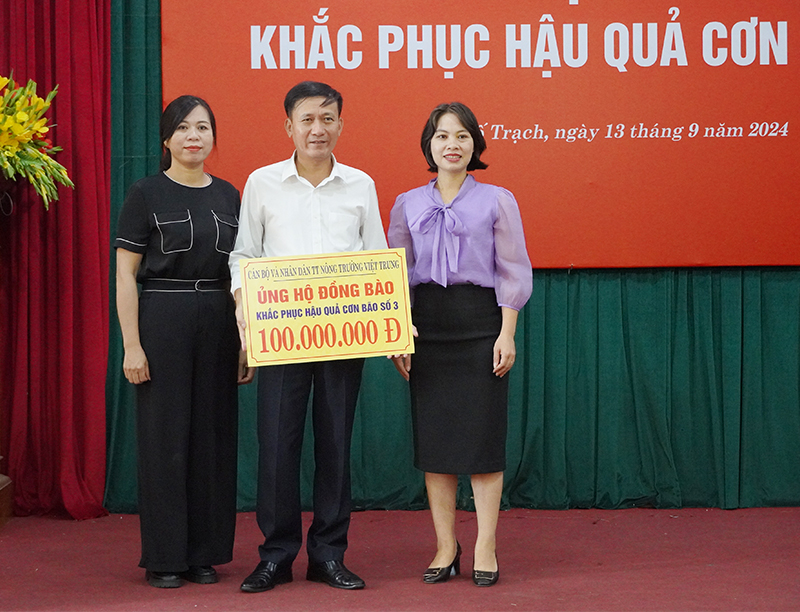 KHẮC PHỤC HẬU QUẢ CƠN
Trạch, ngày 13 tháng 9 năm 2024
CÁN BỘ VÀ NHÂN DÂN TT NÔNG TRƯỜNG VIỆT TRUNG
ỦNG HỘ ĐỒNG BÀO
KHẮC PHỤC HẬU QUẢ CƠN BÃO SỐ 3
100.000.000 Đ